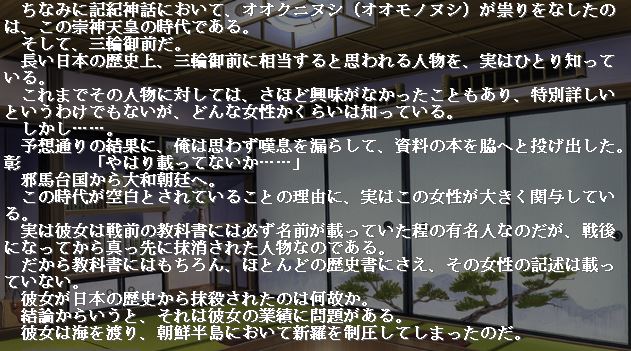 ちなみに記紀神話において、オオクニヌシ（オオモノヌシ）が祟りをなしたの
は、この崇神天皇の時代である。
　そして、三輪御前だ。
　長い日本の歴史上、三輪御前に相当すると思われる人物を、実はひとり知って
いる。
　これまでその人物に対しては、さほど興味がなかったこともあり、特別詳しい
というわけでもないが、どんな女性かくらいは知っている。
　しかし……。
　予想通りの結果に、俺は思わず嘆息を漏らして、資料の本を脇へと投げ出した。
彰　　　　「やはり載ってないか……」
　邪馬台国から大和朝廷へ。
　この時代が空白とされていることの理由に、実はこの女性が大きく関与してい
る。
　実は彼女は戦前の教科書には必ず名前が載っていた程の有名人なのだが、戦後
になってから真っ先に抹消された人物なのである。
　だから教科書にはもちろん、ほとんどの歴史書にさえ、その女性の記述は載っ
ていない。
　彼女が日本の歴史から抹殺されたのは何故か。
　結論からいうと、それは彼女の業績に問題がある。
　彼女は海を渡り、朝鮮半島において新羅を制圧してしまったのだ。